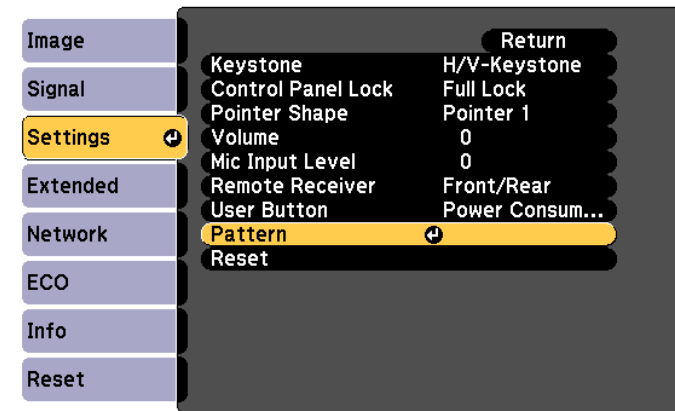 Image
Signal
Settings
Extended
Network
ECO
Info
Reset
Return
Keystone H/V-Keystone
Control Panel Lock Full Lock
Pointer Shape Pointer 1
Volume 0
Mic Input Level 0
Remote Receiver Front/Rear
User Button Power Consum...
Pattern
Reset